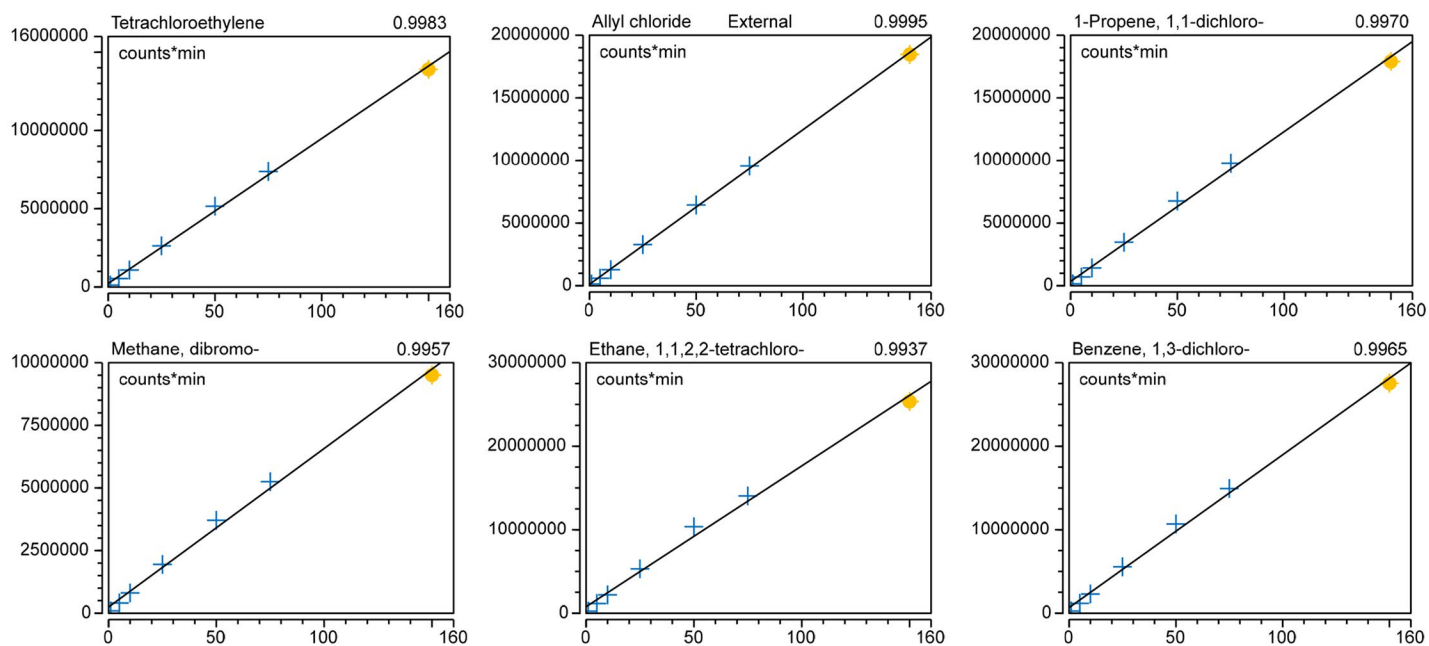 Tetrachloroethylene 0.9983
16000000
counts*min
10000000
5000000
0
0 50 100 160
Allyl chloride External 0.9995
20000000
counts*min
15000000
10000000
5000000
0
0 50 100 160
1-Propene, 1,1-dichloro- 0.9970
20000000
counts*min
15000000
10000000
5000000
0
0 50 100 160
Methane, dibromo- 0.9957
10000000
counts*min
7500000
5000000
2500000
0
0 50 100 160
Ethane, 1,1,2,2-tetrachloro- 0.9937
30000000
counts*min
20000000
10000000
0
0 50 100 160
Benzene, 1,3-dichloro- 0.9965
30000000
counts*min
20000000
10000000
0
0 50 100 160